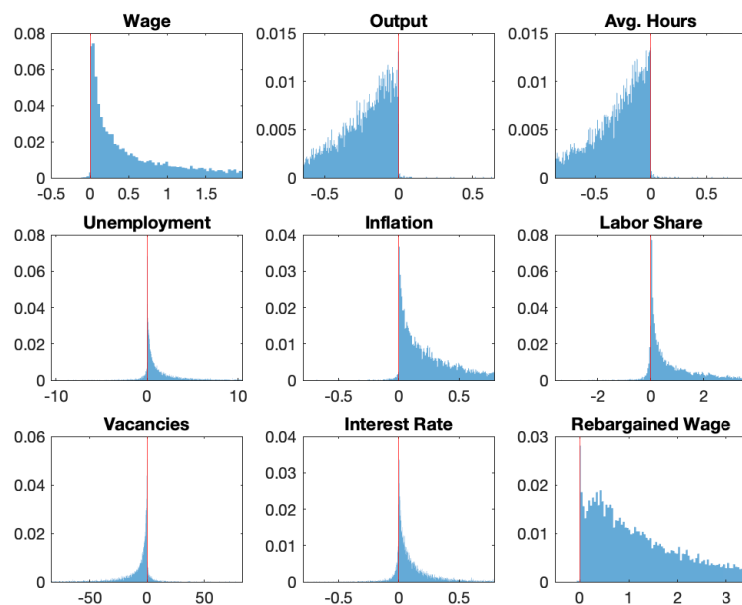 Wage
0.08
0.06
0.04
0.02
0
-0.5 0 0.5 1 1.5
Output
0.015
0.01
0.005
0
-0.5 0 0.5
Avg. Hours
0.015
0.01
0.005
0
-0.5 0 0.5
Unemployment
0.08
0.06
0.04
0.02
0
-10 0 10
Inflation
0.04
0.03
0.02
0.01
0
-0.5 0 0.5
Labor Share
0.08
0.06
0.04
0.02
0
-2 0 2
Vacancies
0.06
0.04
0.02
0
-50 0 50
Interest Rate
0.04
0.03
0.02
0.01
0
-0.5 0 0.5
Rebargained Wage
0.03
0.02
0.01
0
0 1 2 3